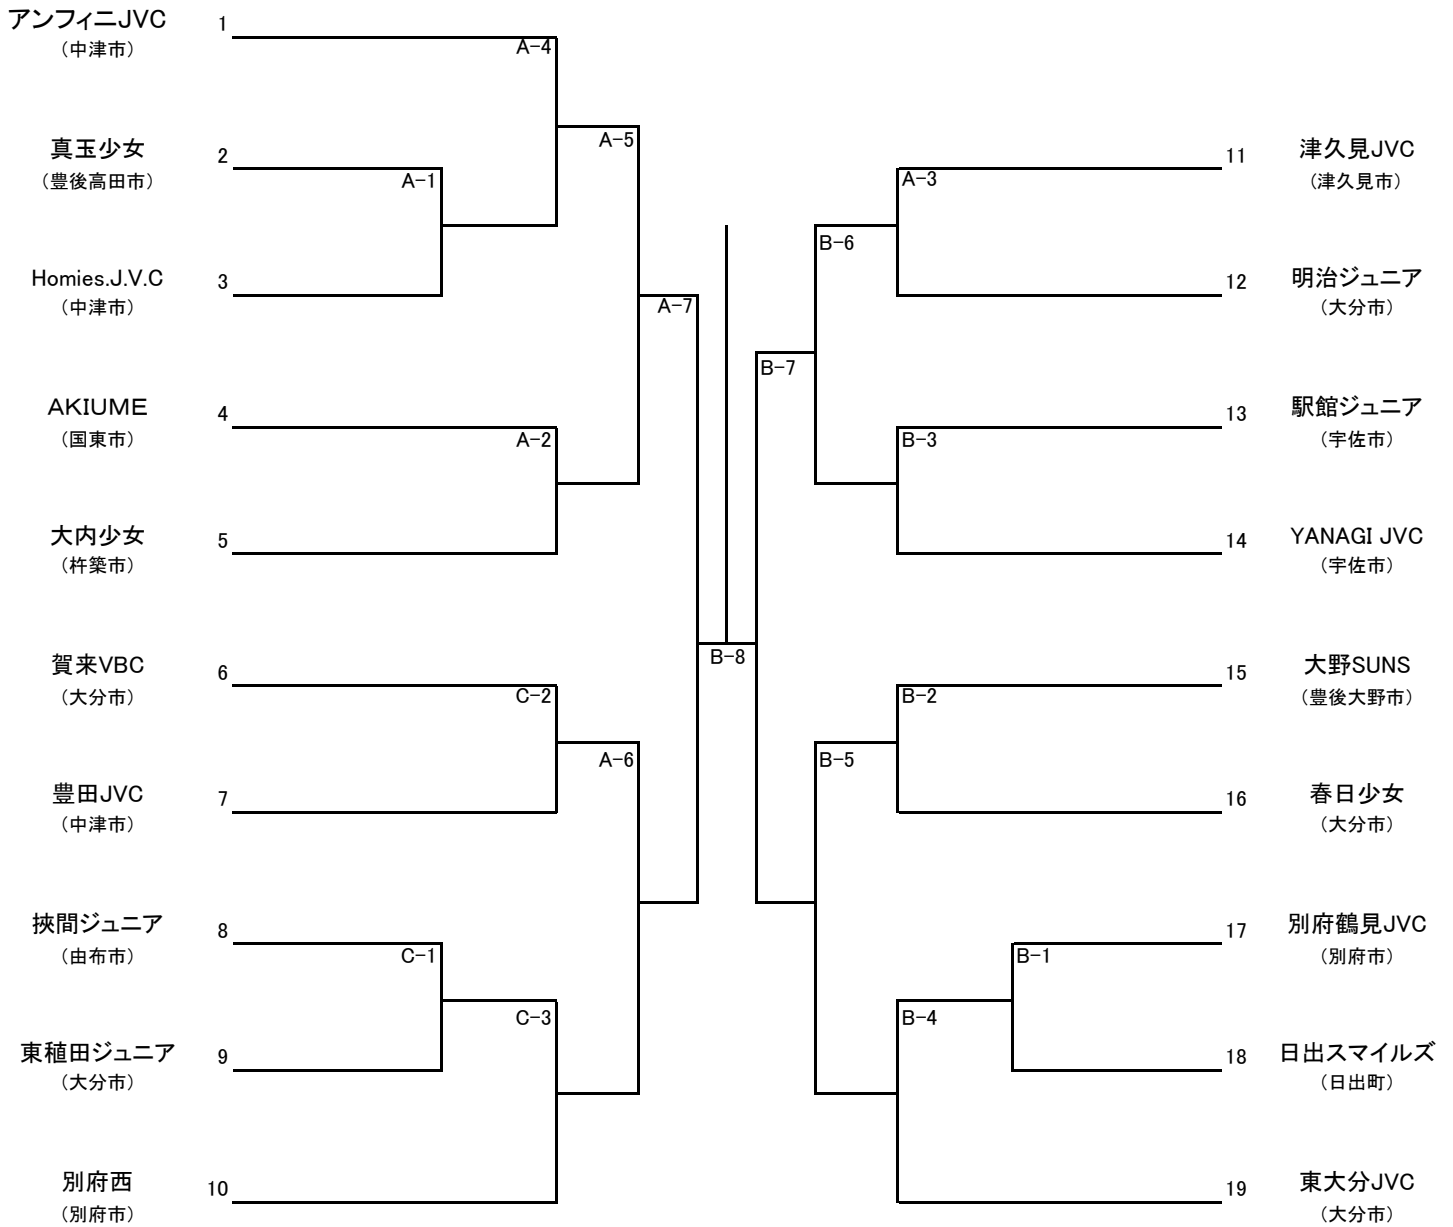 アンフィニJVC 1
（中津市）
A-4
真玉少女 2
（豊後高田市）
A-1
A-5
Homies.J.V.C 3
（中津市）
A-7
AKIUME 4
（国東市）
A-2
大内少女 5
（杵築市）
賀来VBC 6
（大分市）
C-2
A-6
豊田JVC 7
（中津市）
挾間ジュニア 8
（由布市）
C-1
C-3
東稙田ジュニア 9
（大分市）
別府西 10
（別府市）
B-8
11 津久見JVC
（津久見市）
A-3
B-6
12 明治ジュニア
（大分市）
B-7
13 駅館ジュニア
（宇佐市）
B-3
14 YANAGI JVC
（宇佐市）
15 大野SUNS
（豊後大野市）
B-2
B-5
16 春日少女
（大分市）
17 別府鶴見JVC
（別府市）
B-1
B-4
18 日出スマイルズ
（日出町）
19 東大分JVC
（大分市）